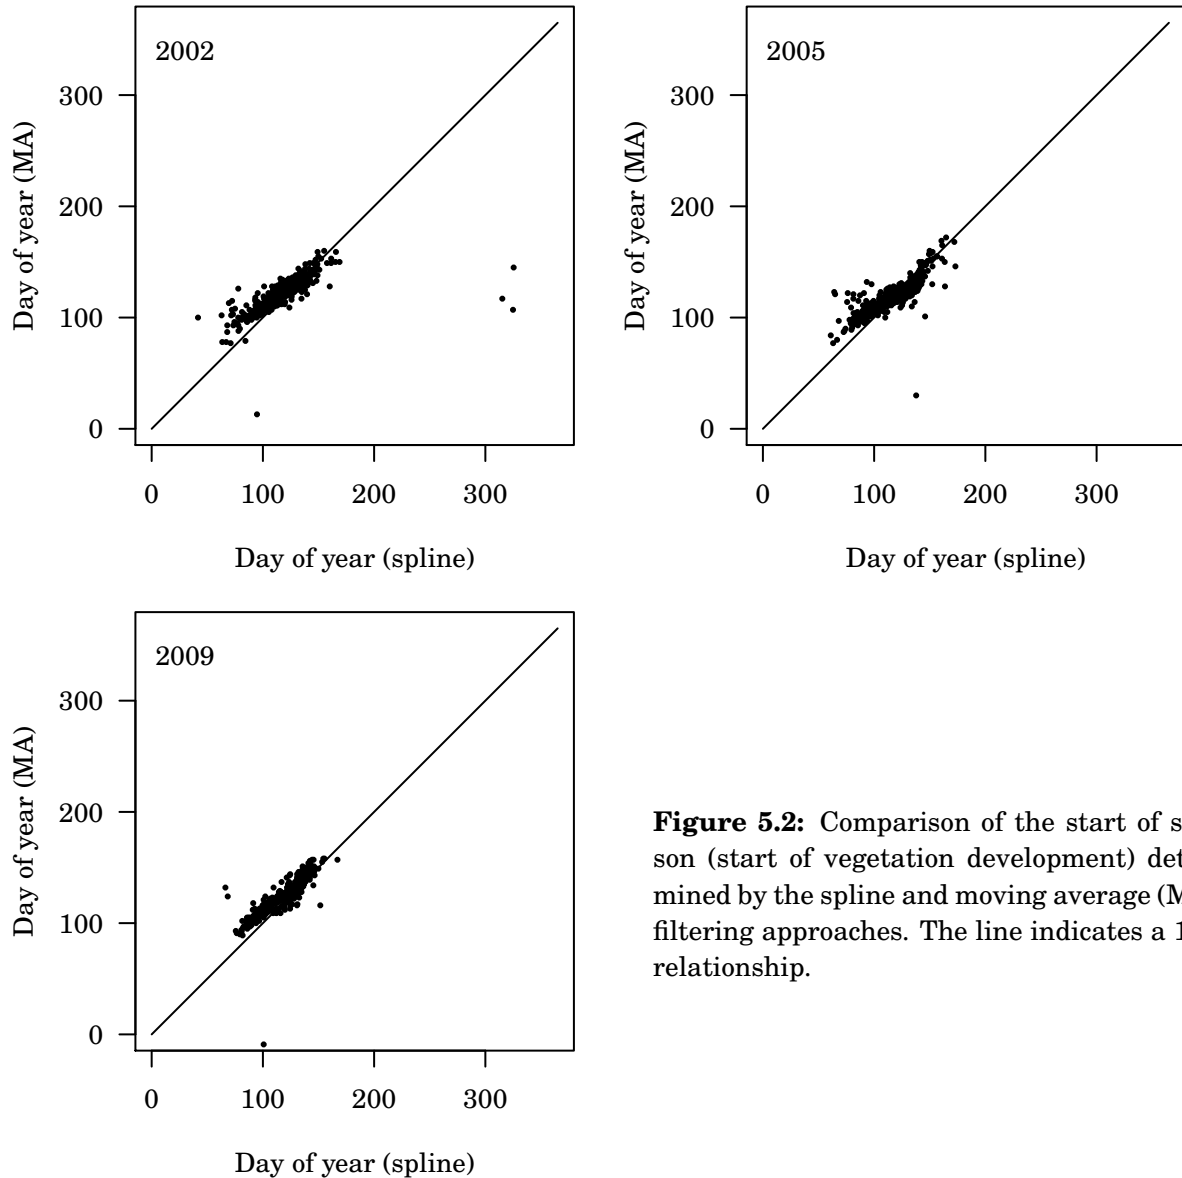 2002
300
200
100
0
Day of year (MA)
0 100 200 300
Day of year (spline)
2005
300
200
100
0
Day of year (MA)
0 100 200 300
Day of year (spline)
2009
300
200
100
0
Day of year (MA)
0 100 200 300
Day of year (spline)
Figure 5.2: Comparison of the start of s
son (start of vegetation development) det
mined by the spline and moving average (M
filtering approaches. The line indicates a 1
relationship.